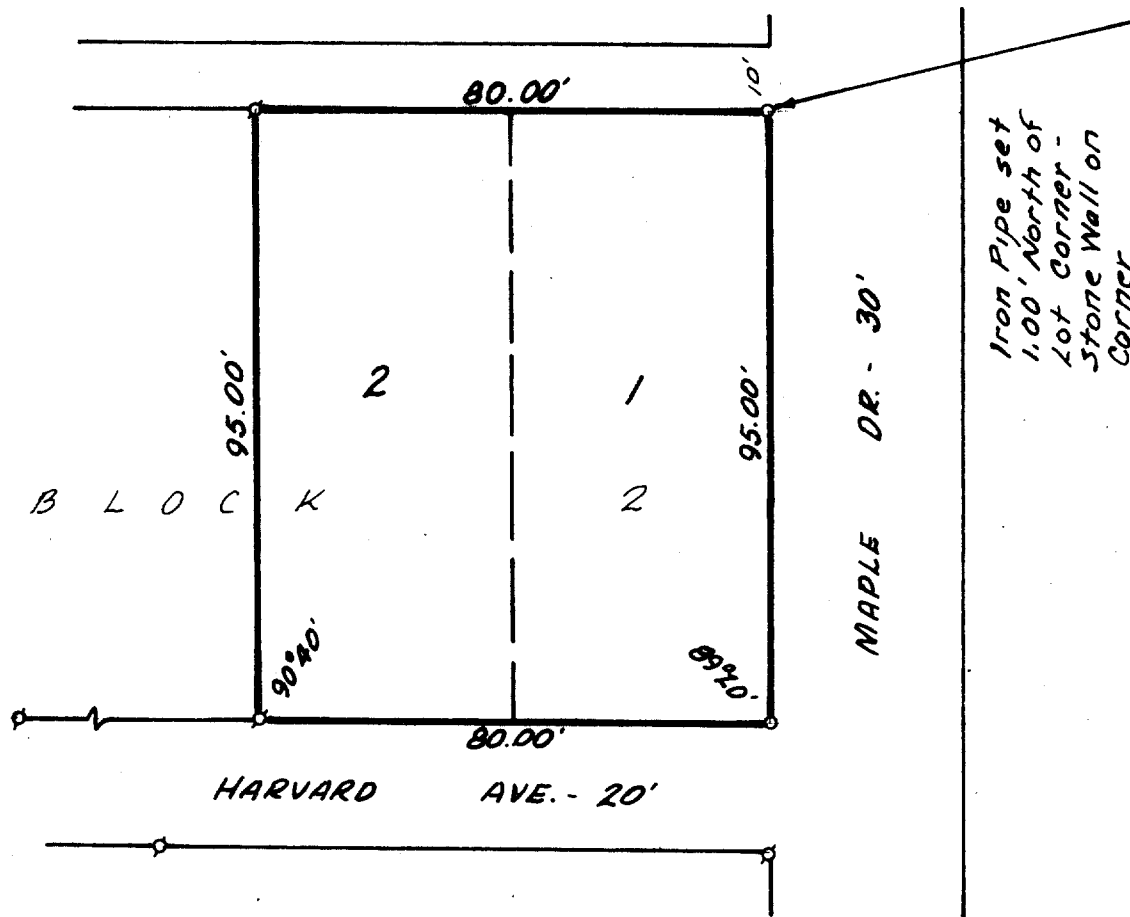 10'
80.00'
Iron Pipe set
1.00' North of
Lot Corner -
Stone Wall on
Corner
95.00'
2
1
95.00'
MAPLE DR. - 30'
BLOCK 2
90°40'
89°20'
80.00'
HARVARD AVE. - 20'